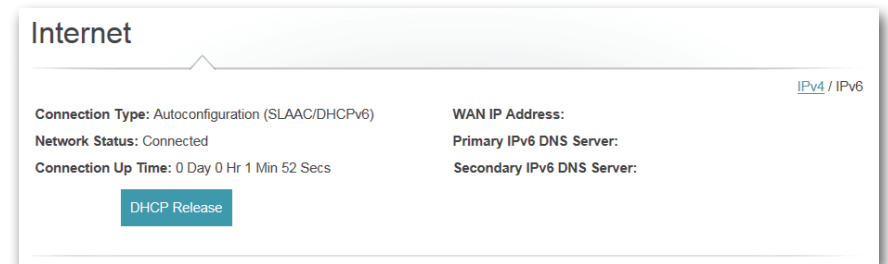 Internet
IPv4 / IPv6
Connection Type: Autoconfiguration (SLAAC/DHCPv6)
WAN IP Address:
Network Status: Connected
Primary IPv6 DNS Server:
Connection Up Time: 0 Day 0 Hr 1 Min 52 Secs
Secondary IPv6 DNS Server:
DHCP Release